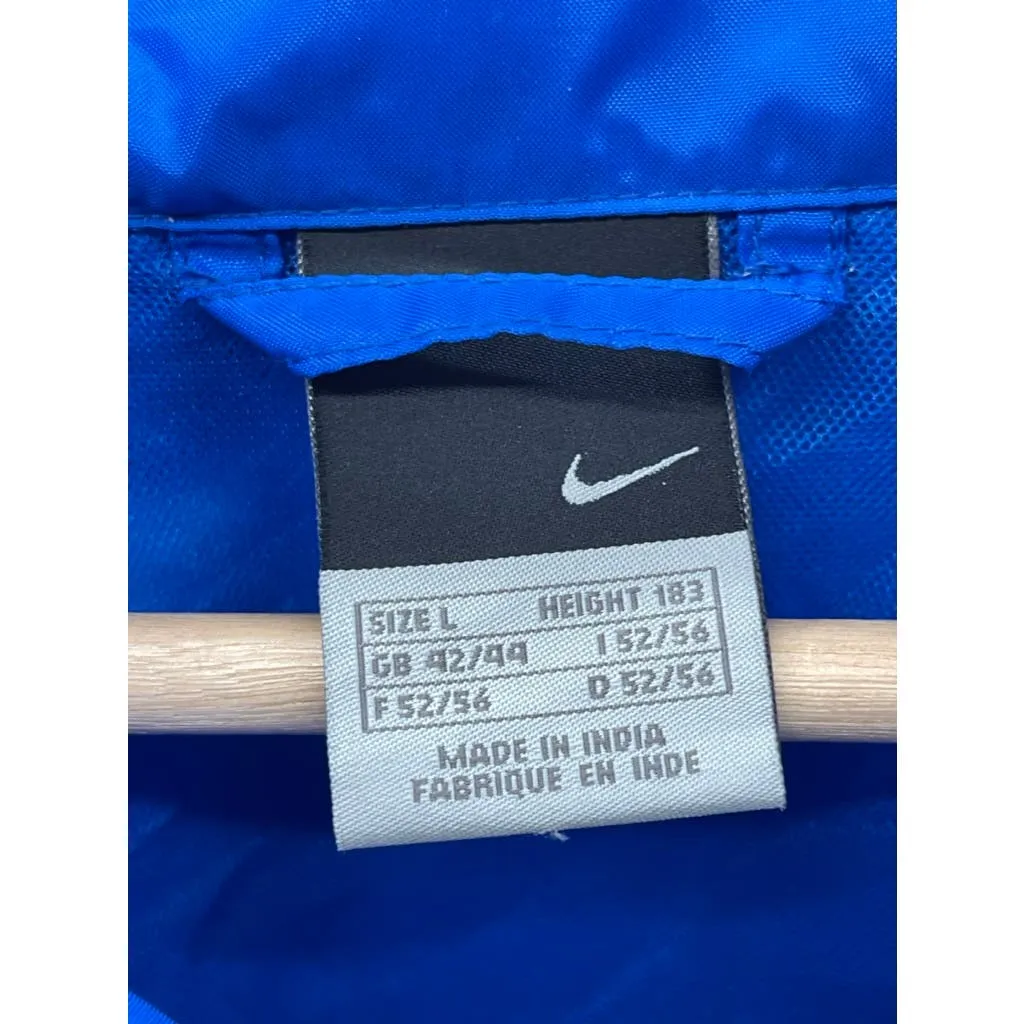 SIZE L HEIGHT 183
GB 42/44 I 52/56
F 52/56 D 52/56
MADE IN INDIA
FABRIQUE EN INDE